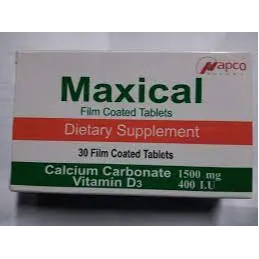 Napco
Maxical
Film Coated Tablets
Dietary Supplement
30 Film Coated Tablets
Calcium Carbonate 1500 mg
Vitamin D3 400 I.U